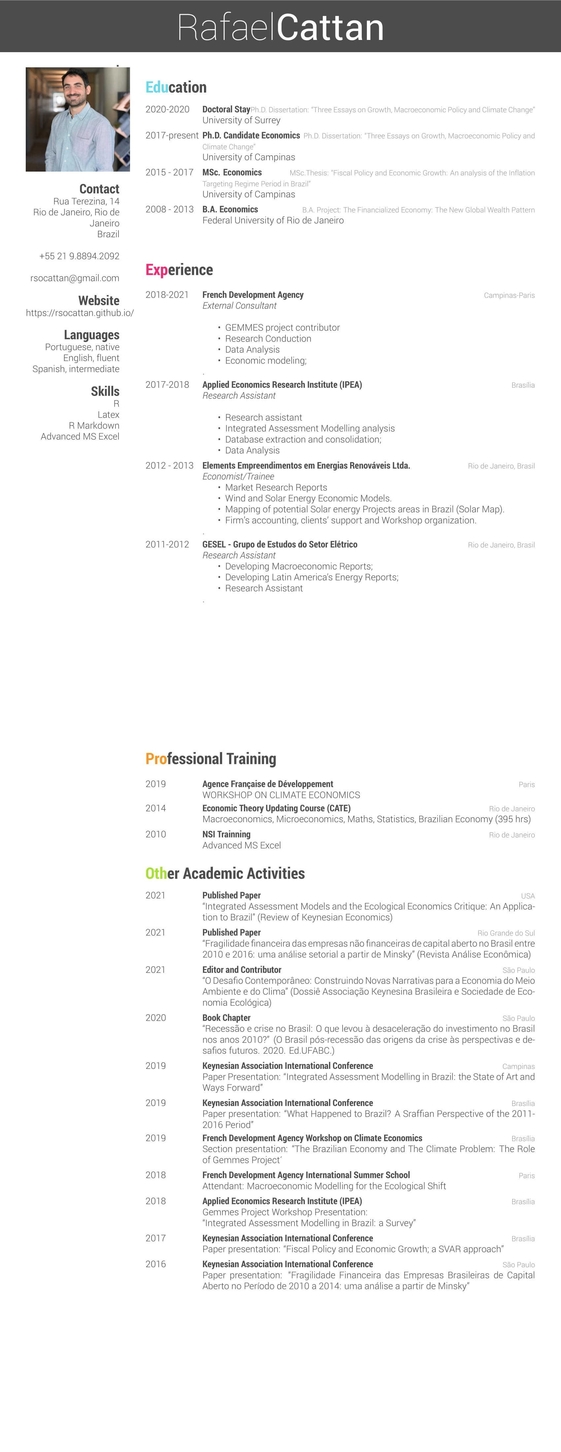 RafaelCattan
Contact
Rua Terezina, 14
Rio de Janeiro, Rio de
Janeiro
Brazil
+55 21 9.8894.2092
rsocattan@gmail.com
Website
https://rsocattan.github.io/
Languages
Portuguese, native
English, fluent
Spanish, intermediate
Skills
R
Latex
R Markdown
Advanced MS Excel
Education
2020-2020 Doctoral StayPh.D. Dissertation: "Three Essays on Growth, Macroeconomic Policy and Climate Change"
University of Surrey
2017-present Ph.D. Candidate Economics Ph.D. Dissertation: "Three Essays on Growth, Macroeconomic Policy and
Climate Change"
University of Campinas
2015 - 2017 MSc. Economics MSc.Thesis: "Fiscal Policy and Economic Growth: An analysis of the Inflation
Targeting Regime Period in Brazil"
University of Campinas
2008 - 2013 B.A. Economics B.A. Project: The Financialized Economy: The New Global Wealth Pattern
Federal University of Rio de Janeiro
Experience
2018-2021 French Development Agency Campinas-Paris
External Consultant
• GEMMES project contributor
• Research Conduction
• Data Analysis
• Economic modeling;
.
2017-2018 Applied Economics Research Institute (IPEA) Brasília
Research Assistant
• Research assistant
• Integrated Assessment Modelling analysis
• Database extraction and consolidation;
• Data Analysis
2012 - 2013 Elements Empreendimentos em Energias Renováveis Ltda. Rio de Janeiro, Brasil
Economist/Trainee
• Market Research Reports
• Wind and Solar Energy Economic Models.
• Mapping of potential Solar energy Projects areas in Brazil (Solar Map).
• Firm's accounting, clients' support and Workshop organization.
.
2011-2012 GESEL - Grupo de Estudos do Setor Elétrico Rio de Janeiro, Brasil
Research Assistant
• Developing Macroeconomic Reports;
• Developing Latin America's Energy Reports;
• Research Assistant
.
Professional Training
2019 Agence Française de Développement Paris
WORKSHOP ON CLIMATE ECONOMICS
2014 Economic Theory Updating Course (CATE) Rio de Janeiro
Macroeconomics, Microeconomics, Maths, Statistics, Brazilian Economy (395 hrs)
2010 NSI Trainning Rio de Janeiro
Advanced MS Excel
Other Academic Activities
2021 Published Paper USA
"Integrated Assessment Models and the Ecological Economics Critique: An Applica-
tion to Brazil" (Review of Keynesian Economics)
2021 Published Paper Rio Grande do Sul
"Fragilidade financeira das empresas não financeiras de capital aberto no Brasil entre
2010 e 2016: uma análise setorial a partir de Minsky" (Revista Análise Econômica)
2021 Editor and Contributor São Paulo
"O Desafio Contemporâneo: Construindo Novas Narrativas para a Economia do Meio
Ambiente e do Clima" (Dossiê Associação Keynesina Brasileira e Sociedade de Eco-
nomia Ecológica)
2020 Book Chapter São Paulo
"Recessão e crise no Brasil: O que levou à desaceleração do investimento no Brasil
nos anos 2010?" (O Brasil pós-recessão das origens da crise às perspectivas e de-
safios futuros. 2020. Ed.UFABC.)
2019 Keynesian Association International Conference Campinas
Paper Presentation: "Integrated Assessment Modelling in Brazil: the State of Art and
Ways Forward"
2019 Keynesian Association International Conference Brasília
Paper presentation: "What Happened to Brazil? A Sraffian Perspective of the 2011-
2016 Period"
2019 French Development Agency Workshop on Climate Economics Brasília
Section presentation: "The Brazilian Economy and The Climate Problem: The Role
of Gemmes Project'
2018 French Development Agency International Summer School Paris
Attendant: Macroeconomic Modelling for the Ecological Shift
2018 Applied Economics Research Institute (IPEA) Brasília
Gemmes Project Workshop Presentation:
"Integrated Assessment Modelling in Brazil: a Survey"
2017 Keynesian Association International Conference Brasília
Paper presentation: "Fiscal Policy and Economic Growth; a SVAR approach"
2016 Keynesian Association International Conference São Paulo
Paper presentation: "Fragilidade Financeira das Empresas Brasileiras de Capital
Aberto no Período de 2010 a 2014: uma análise a partir de Minsky"